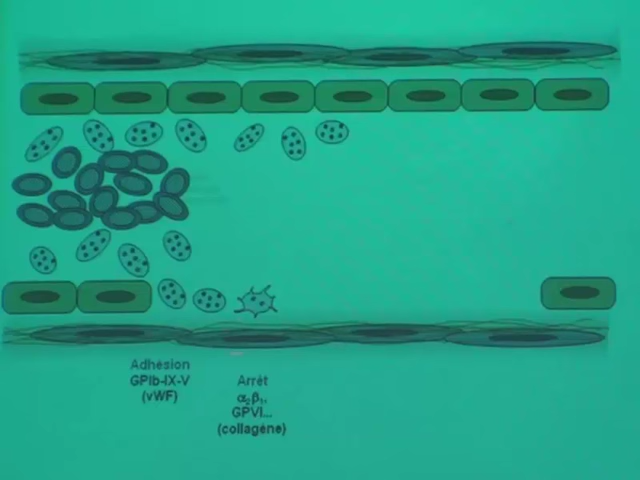 Adhésion
GPIb-IX-V
(vWF)
Arrêt
α₂β₁,
GPVI...
(collagène)